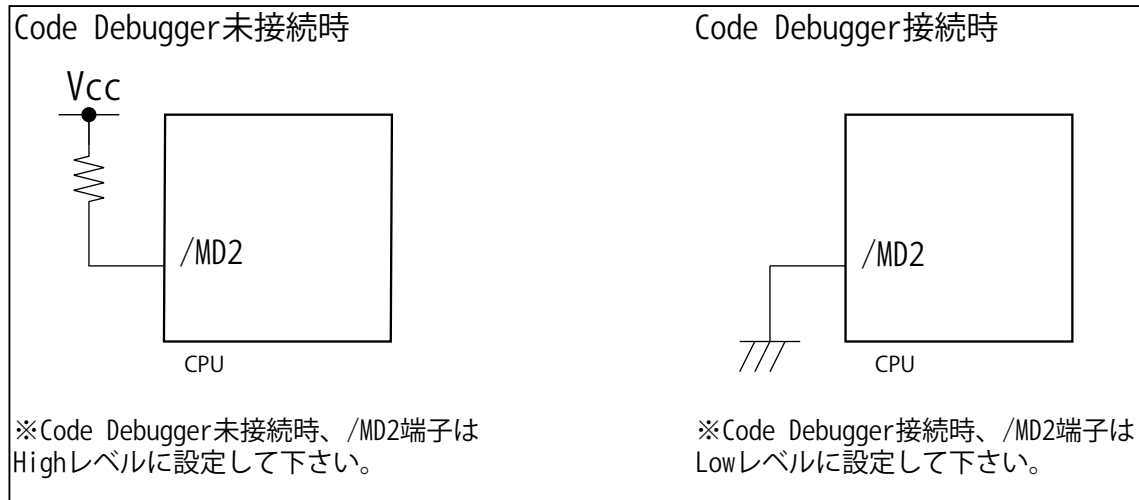 Code Debugger未接続時
Vcc
/MD2
CPU
※Code Debugger未接続時、/MD2端子は
Highレベルに設定して下さい。
Code Debugger接続時
/MD2
CPU
※Code Debugger接続時、/MD2端子は
Lowレベルに設定して下さい。